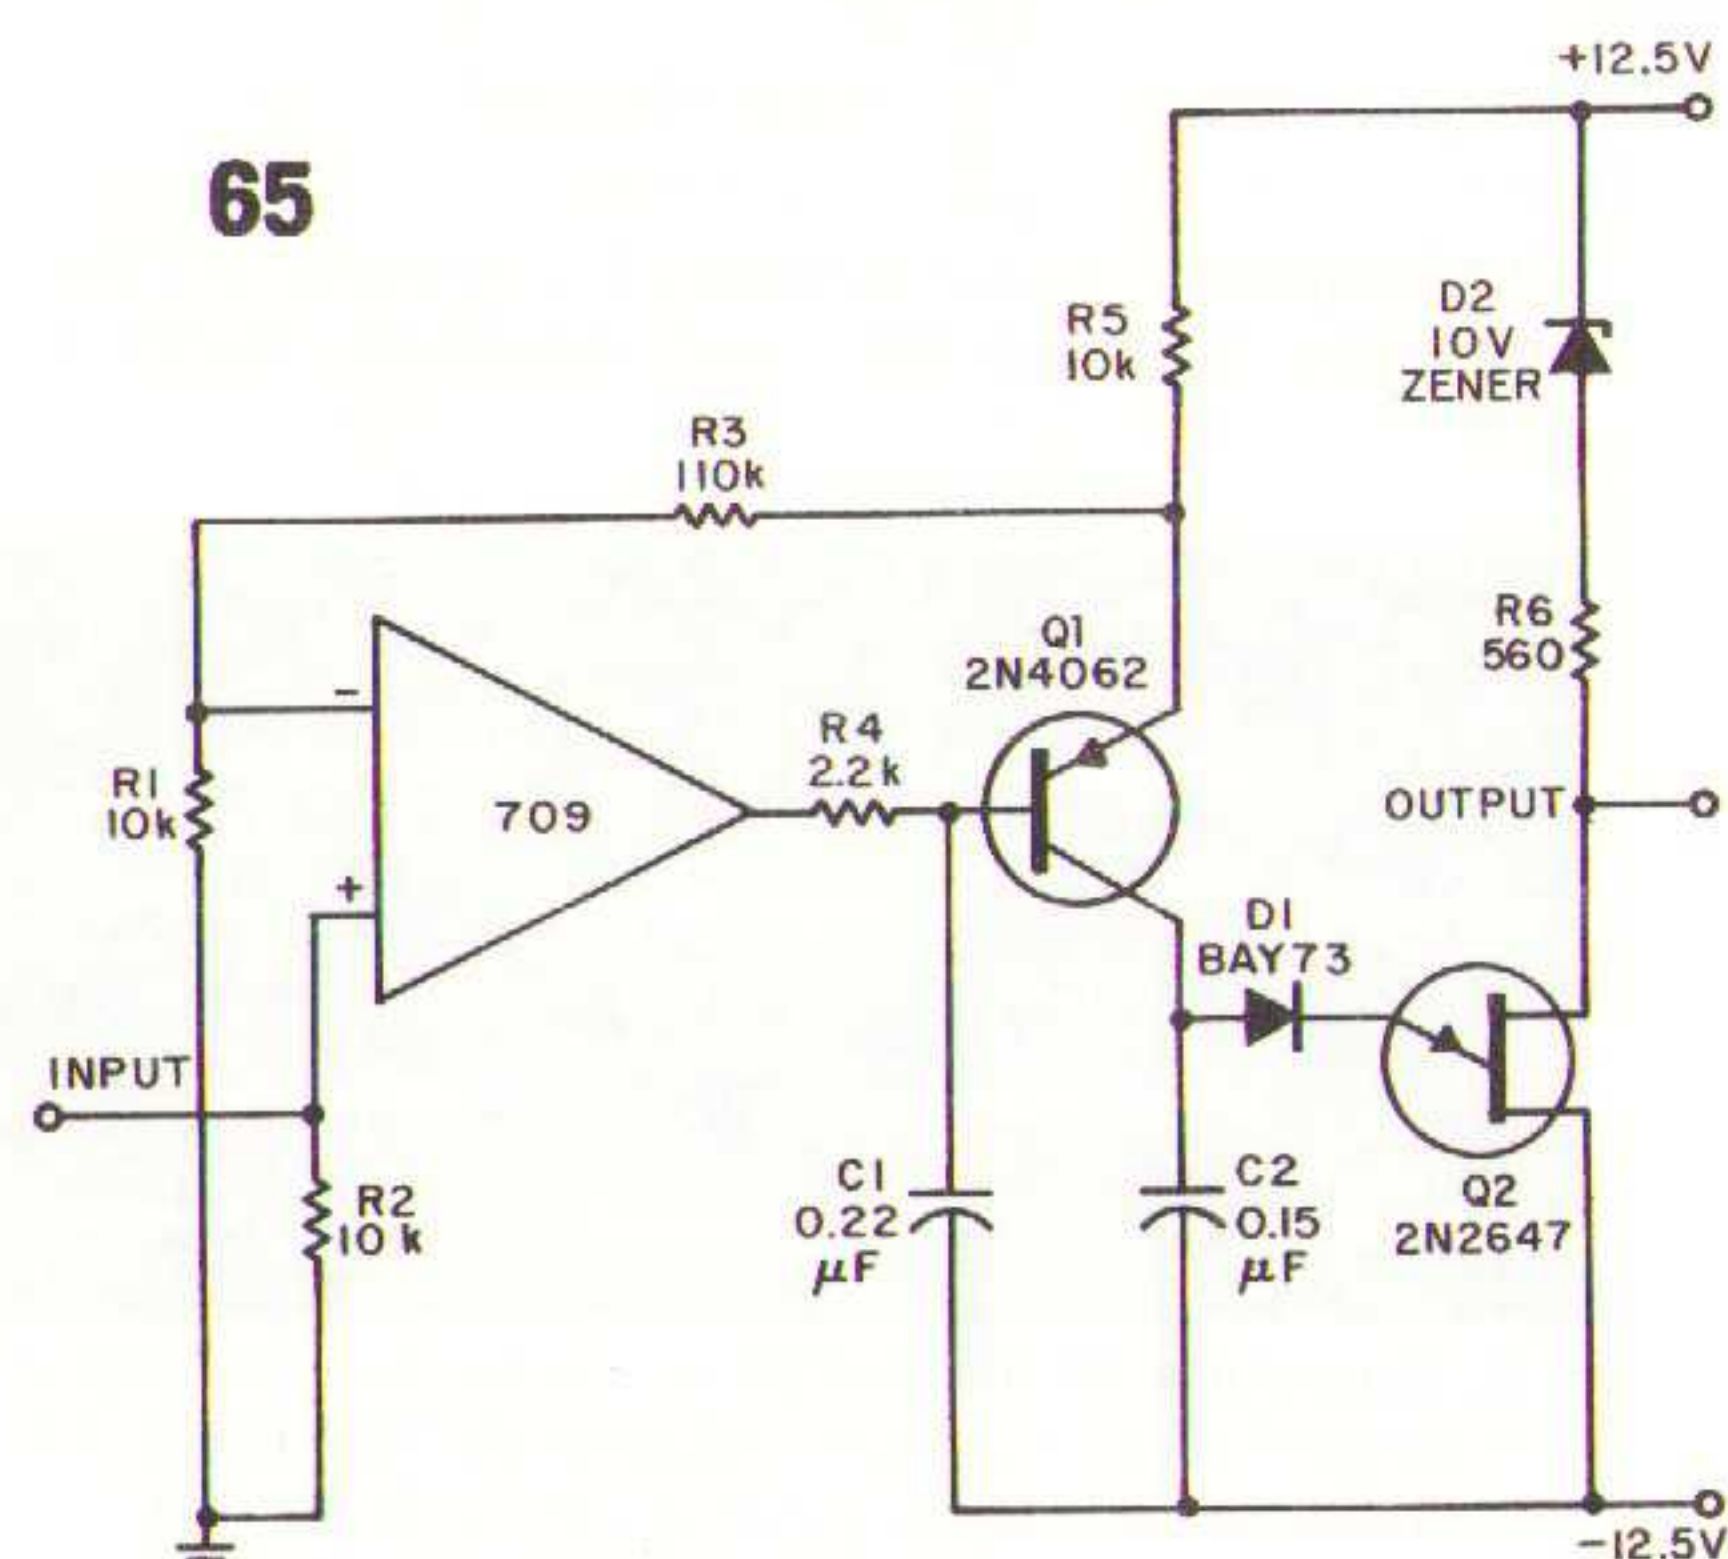 +12.5V
65
R5
10k
D2
10V
ZENER
R3
110k
R6
560
Q1
2N4062
-
R4
2.2k
R1
10k
709
OUTPUT
+
D1
BAY73
INPUT
C1
0.22
µF
C2
0.15
µF
Q2
2N2647
R2
10k
-12.5V